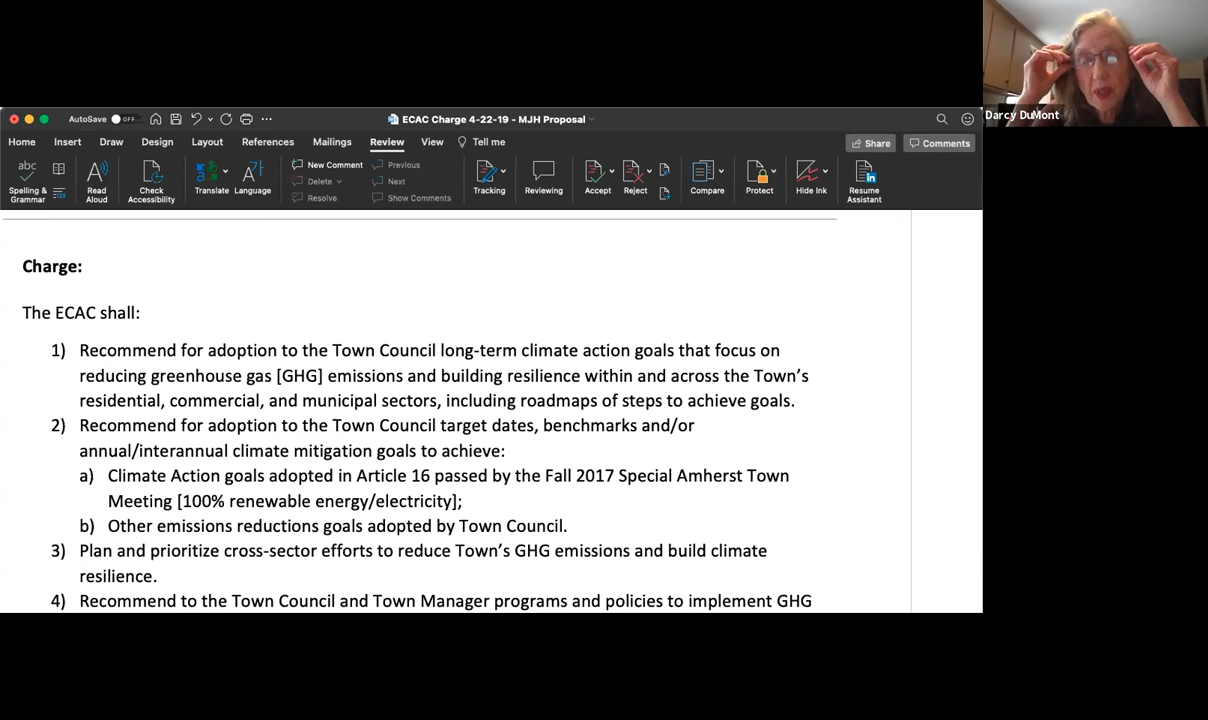 Darcy DuMont
AutoSave OFF
ECAC Charge 4-22-19 - MJH Proposal
Home Insert Draw Design Layout References Mailings Review View Tell me
Share Comments
abc
Spelling & Grammar
Read Aloud
Check Accessibility
Translate
Language
New Comment
Delete
Resolve
Previous
Next
Show Comments
Tracking
Reviewing
Accept
Reject
Compare
Protect
Hide Ink
Resume Assistant
Charge:
The ECAC shall:
1) Recommend for adoption to the Town Council long-term climate action goals that focus on
reducing greenhouse gas [GHG] emissions and building resilience within and across the Town's
residential, commercial, and municipal sectors, including roadmaps of steps to achieve goals.
2) Recommend for adoption to the Town Council target dates, benchmarks and/or
annual/interannual climate mitigation goals to achieve:
a) Climate Action goals adopted in Article 16 passed by the Fall 2017 Special Amherst Town
Meeting [100% renewable energy/electricity];
b) Other emissions reductions goals adopted by Town Council.
3) Plan and prioritize cross-sector efforts to reduce Town's GHG emissions and build climate
resilience.
4) Recommend to the Town Council and Town Manager programs and policies to implement GHG